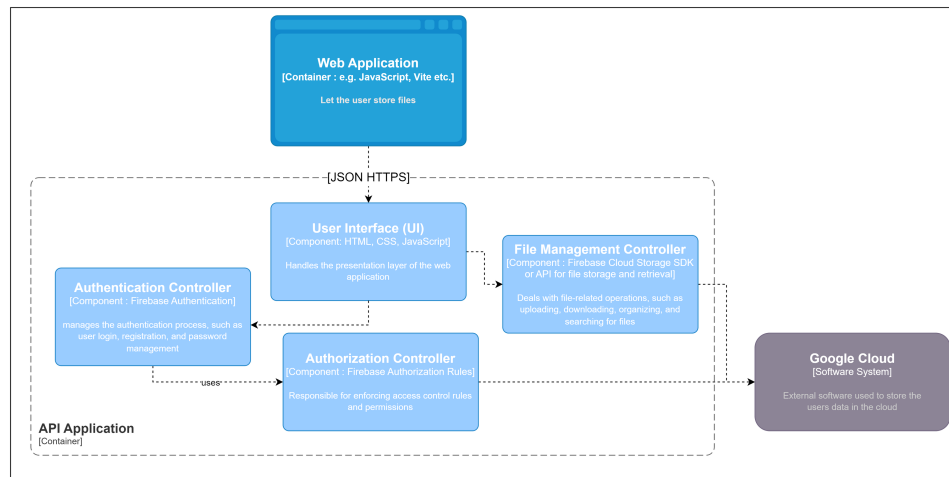 Web Application
[Container : e.g. JavaScript, Vite etc.]
Let the user store files
[JSON HTTPS]
User Interface (UI)
[Component: HTML, CSS, JavaScript]
Handles the presentation layer of the web
application
File Management Controller
[Component : Firebase Cloud Storage SDK
or API for file storage and retrieval]
Deals with file-related operations, such as
uploading, downloading, organizing, and
searching for files
Authentication Controller
[Component : Firebase Authentication]
manages the authentication process, such as
user login, registration, and password
management
uses
Authorization Controller
[Component : Firebase Authorization Rules]
Responsible for enforcing access control rules
and permissions
Google Cloud
[Software System]
External software used to store the
users data in the cloud
API Application
[Container]